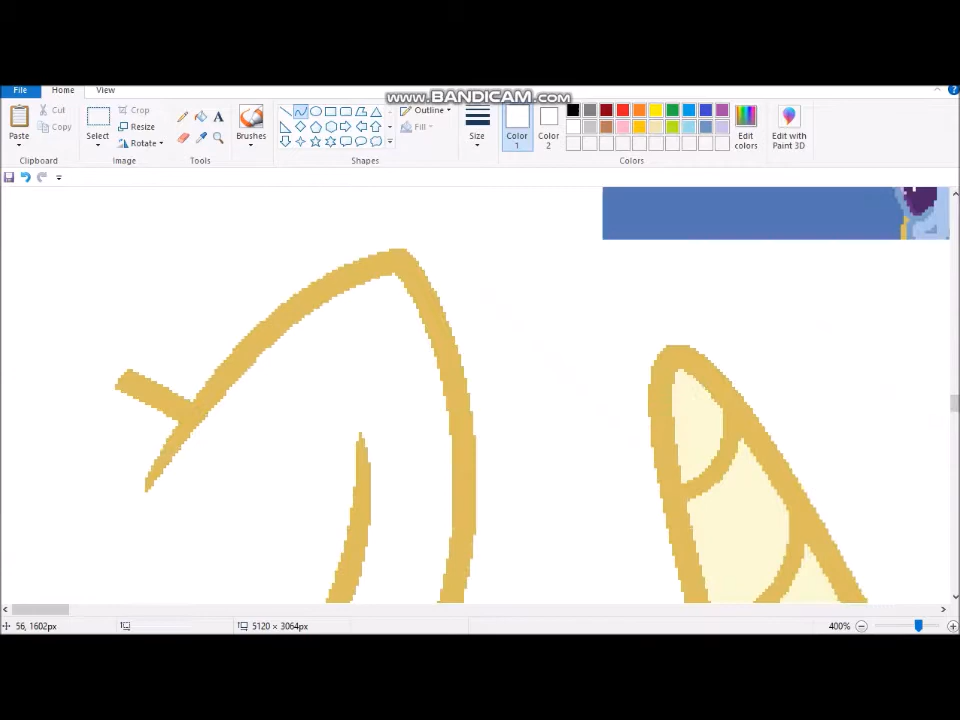 www.BANDICAM.com
File Home View
Cut Crop Outline
Copy Resize Fill
Paste Select Rotate Brushes Size Color 1 Color 2 Edit colors Edit with Paint 3D
Clipboard Image Tools Shapes Colors
56, 1602px 5120 × 3064px 400%